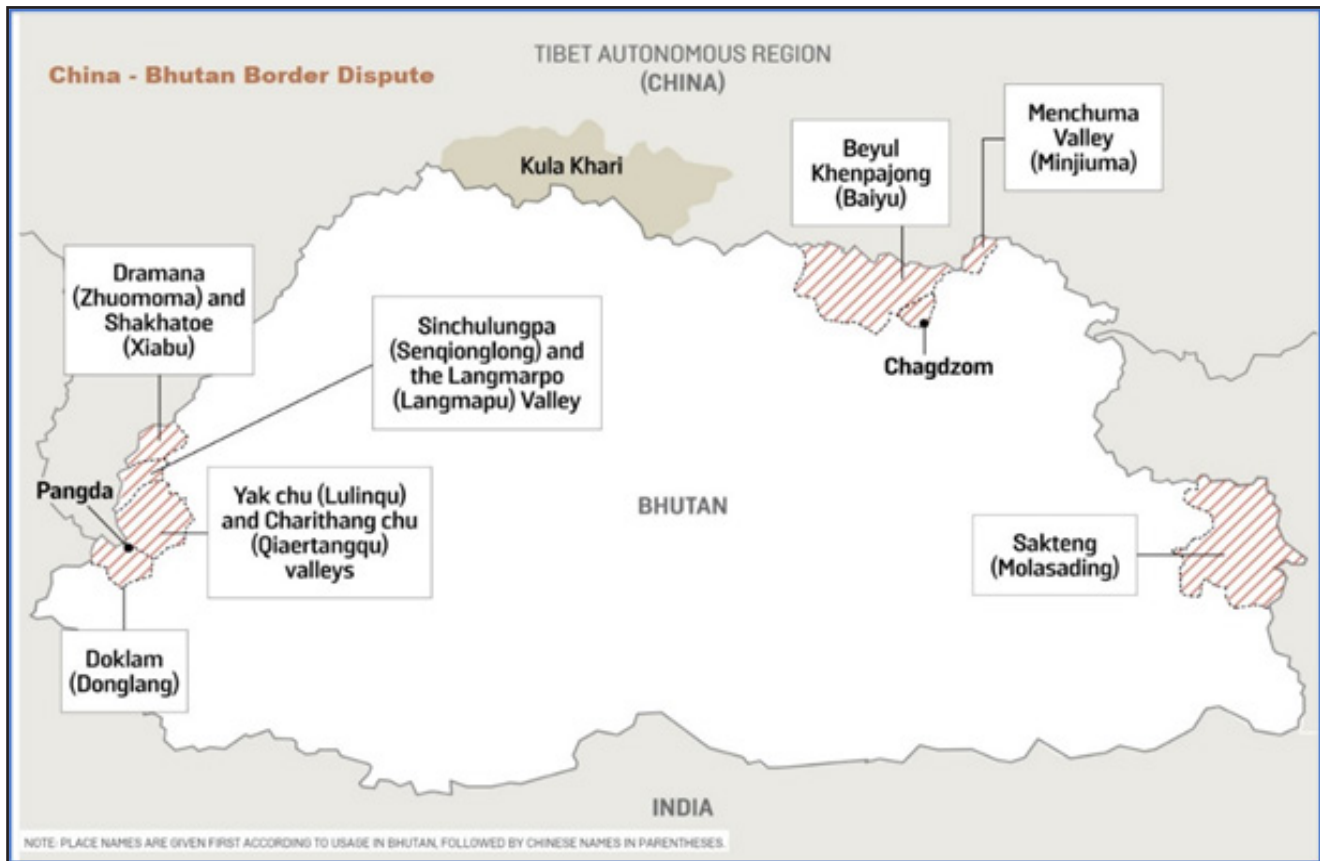 China - Bhutan Border Dispute
TIBET AUTONOMOUS REGION
(CHINA)
Menchuma
Valley
(Minjiuma)
Beyul
Khenpajong
(Baiyu)
Kula Khari
Dramana
(Zhuomoma) and
Shakhatoe
(Xiabu)
Sinchulungpa
(Senqionglong) and
the Langmarpo
(Langmapu) Valley
Chagdzom
Pangda
Yak chu (Lulinqu)
and Charithang chu
(Qiaertangqu)
valleys
BHUTAN
Sakteng
(Molasading)
Doklam
(Donglang)
INDIA
NOTE: PLACE NAMES ARE GIVEN FIRST ACCORDING TO USAGE IN BHUTAN, FOLLOWED BY CHINESE NAMES IN PARENTHESES.